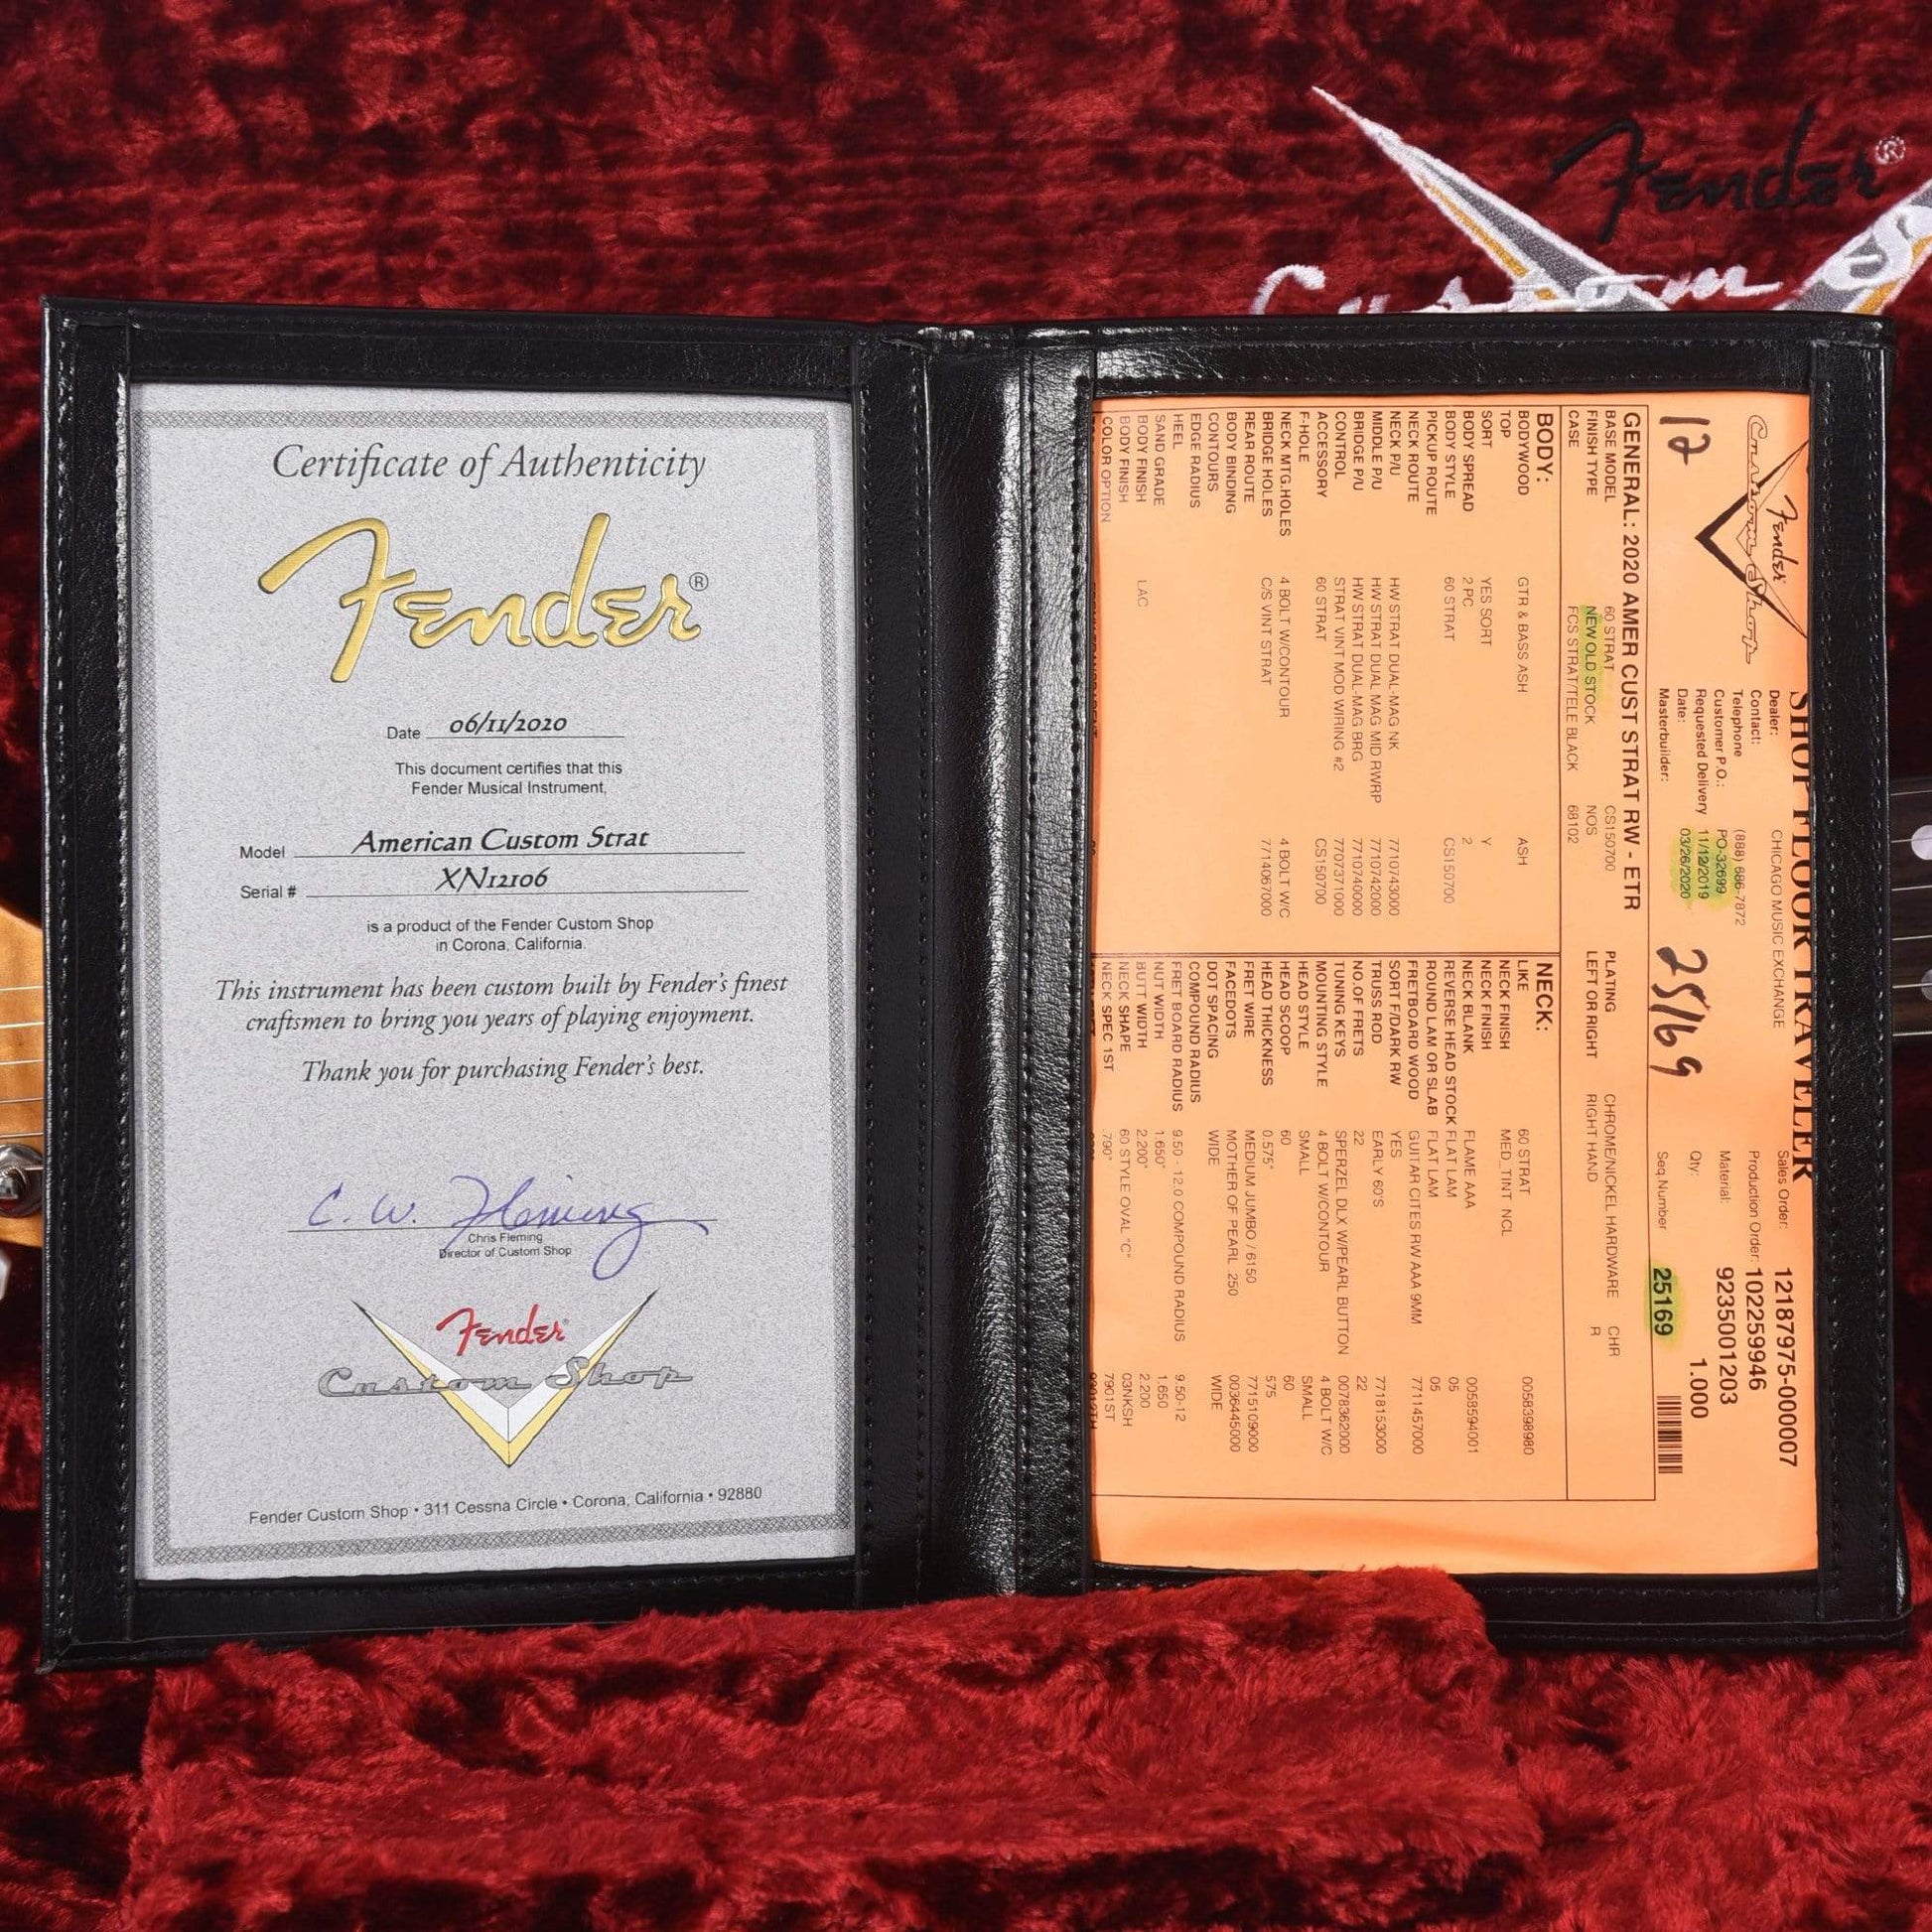 Fender®
Custom S
Certificate of Authenticity
Fender®
Date 06/11/2020
This document certifies that this
Fender Musical Instrument,
Model American Custom Strat
Serial # XN12106
is a product of the Fender Custom Shop
in Corona, California.
This instrument has been custom built by Fender's finest
craftsmen to bring you years of playing enjoyment.
Thank you for purchasing Fender's best.
C. W. Fleming
Chris Fleming
Director of Custom Shop
Fender
Custom Shop
Fender Custom Shop • 311 Cessna Circle • Corona, California • 92880
SHOP FLOOR TRAVELER
Fender
Custom Shop
12
25169
Dealer: CHICAGO MUSIC EXCHANGE
Contact:
Telephone (888) 686-7872
Customer P.O.: PO-32699
Requested Delivery 11/12/2019
Date: 03/26/2020
Masterbuilder:
Sales Order: 12187975-000007
Production Order: 102259946
Material: 9235001203
Qty: 1.000
Seq.Number 25169
GENERAL: 2020 AMER CUST STRAT RW - ETR
BASE MODEL 60 STRAT CS150700 PLATING CHROME/NICKEL HARDWARE CHR
FINISH TYPE NEW OLD STOCK NOS LEFT OR RIGHT RIGHT HAND R
CASE FCS STRAT/TELE BLACK 68102
BODY:
BODYWOOD GTR & BASS ASH ASH
TOP
SORT YES SORT Y
BODY SPREAD 2 PC 2
BODY STYLE 60 STRAT CS150700
PICKUP ROUTE
NECK ROUTE
NECK P/U HW STRAT DUAL-MAG NK 7710743000
MIDDLE P/U HW STRAT DUAL MAG MID RWRP 7710742000
BRIDGE P/U HW STRAT DUAL-MAG BRG 7710740000
CONTROL STRAT VINT MOD WIRING #2 7707371000
ACCESSORY 60 STRAT CS150700
F-HOLE
NECK MTG.HOLES 4 BOLT W/CONTOUR 4 BOLT W/C
BRIDGE HOLES C/S VINT STRAT 7714067000
REAR ROUTE
BODY BINDING
CONTOURS
EDGE RADIUS
HEEL
SAND GRADE
BODY FINISH LAC
BODY FINISH
COLOR OPTION
NECK:
LIKE 60 STRAT 0058398980
NECK FINISH MED TINT NCL
NECK FINISH
NECK BLANK FLAME AAA 0058594001
REVERSE HEAD STOCK FLAT LAM 05
ROUND LAM OR SLAB FLAT LAM 05
FRETBOARD WOOD GUITAR CITES RW AAA 9MM 7711457000
SORT F/DARK RW YES
TRUSS ROD EARLY 60'S 7718153000
NO.OF FRETS 22 22
TUNING KEYS SPERZEL DLX W/PEARL BUTTON 0078362000
MOUNTING STYLE 4 BOLT W/CONTOUR 4 BOLT W/C
HEAD STYLE SMALL SMALL
HEAD SCOOP 60 60
HEAD THICKNESS 0.575" 575
FRET WIRE MEDIUM JUMBO / 6150 7715109000
FACEDOTS MOTHER OF PEARL .250 0036445000
DOT SPACING WIDE WIDE
COMPOUND RADIUS
FRET BOARD RADIUS 9.50 - 12.0 COMPOUND RADIUS 9.50-12
NUT WIDTH 1.650" 1.650
BUTT WIDTH 2.200" 2.200
NECK SHAPE 60 STYLE OVAL "C" 03NKSH
NECK SPEC 1ST .790" 7901ST